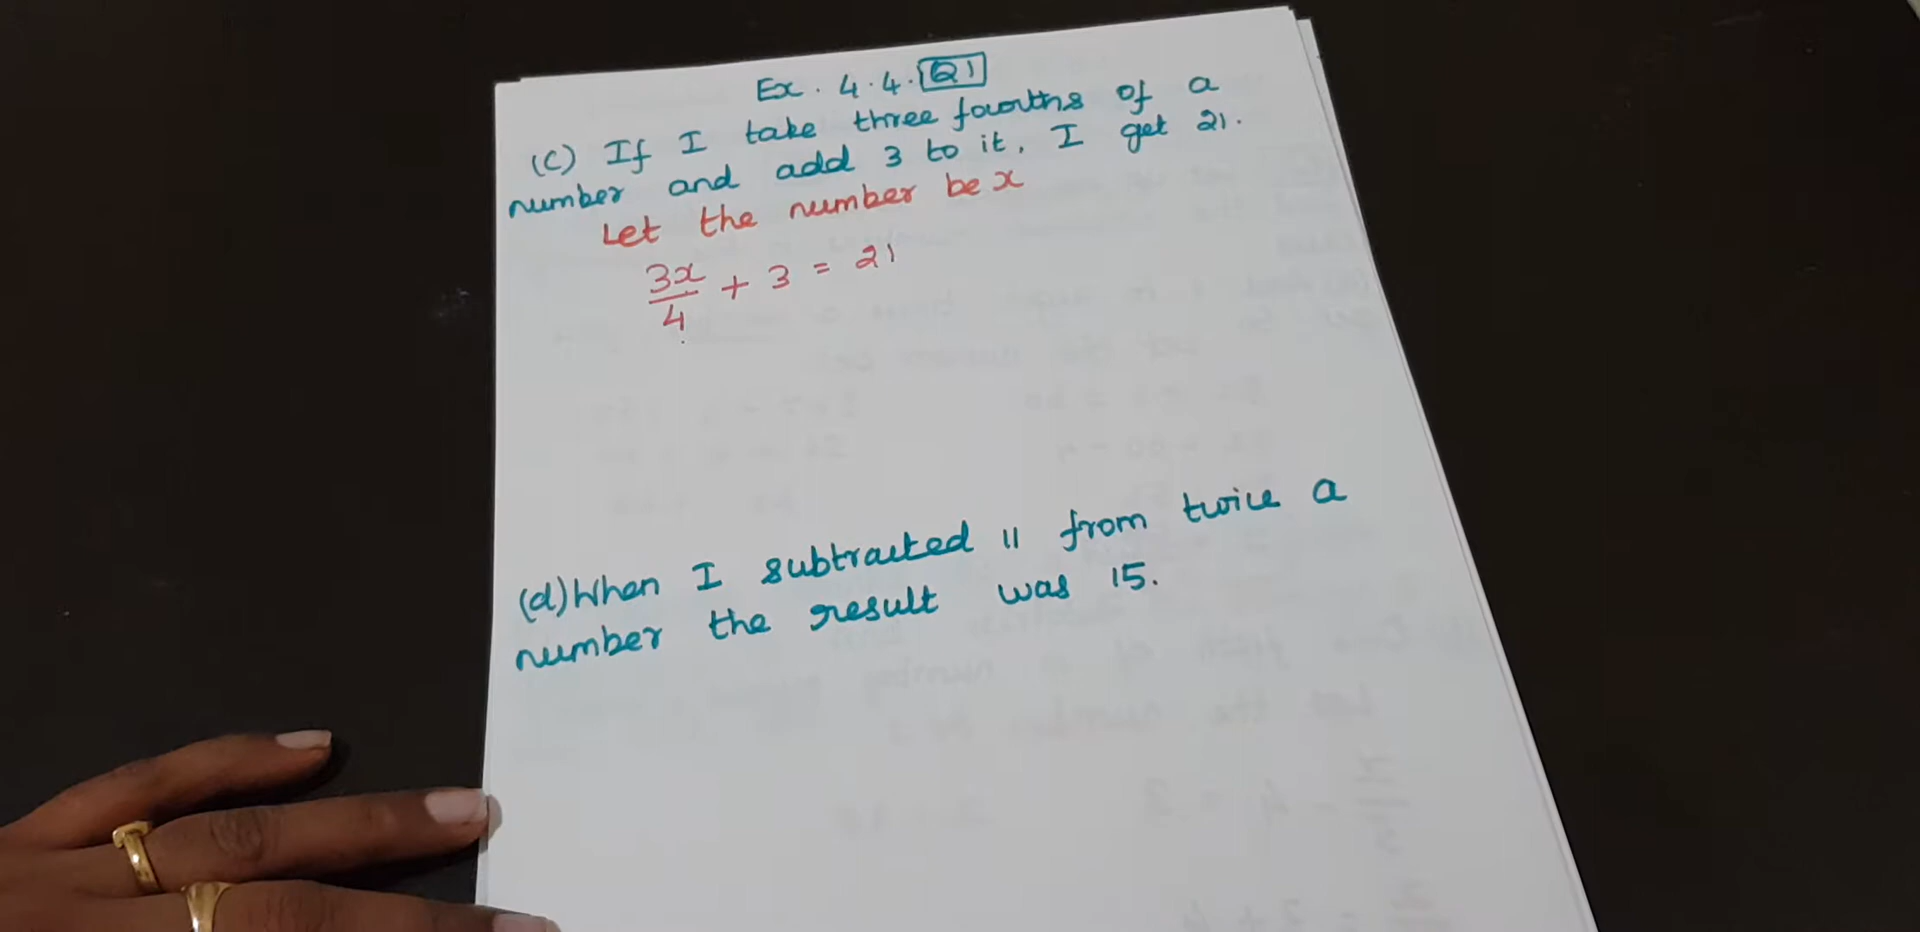 Ex. 4.4. Q1
(C) If I take three fourths of a
number and add 3 to it, I get 21.
Let the number be x
3x/4 + 3 = 21
(d) When I subtracted 11 from twice a
number the result was 15.